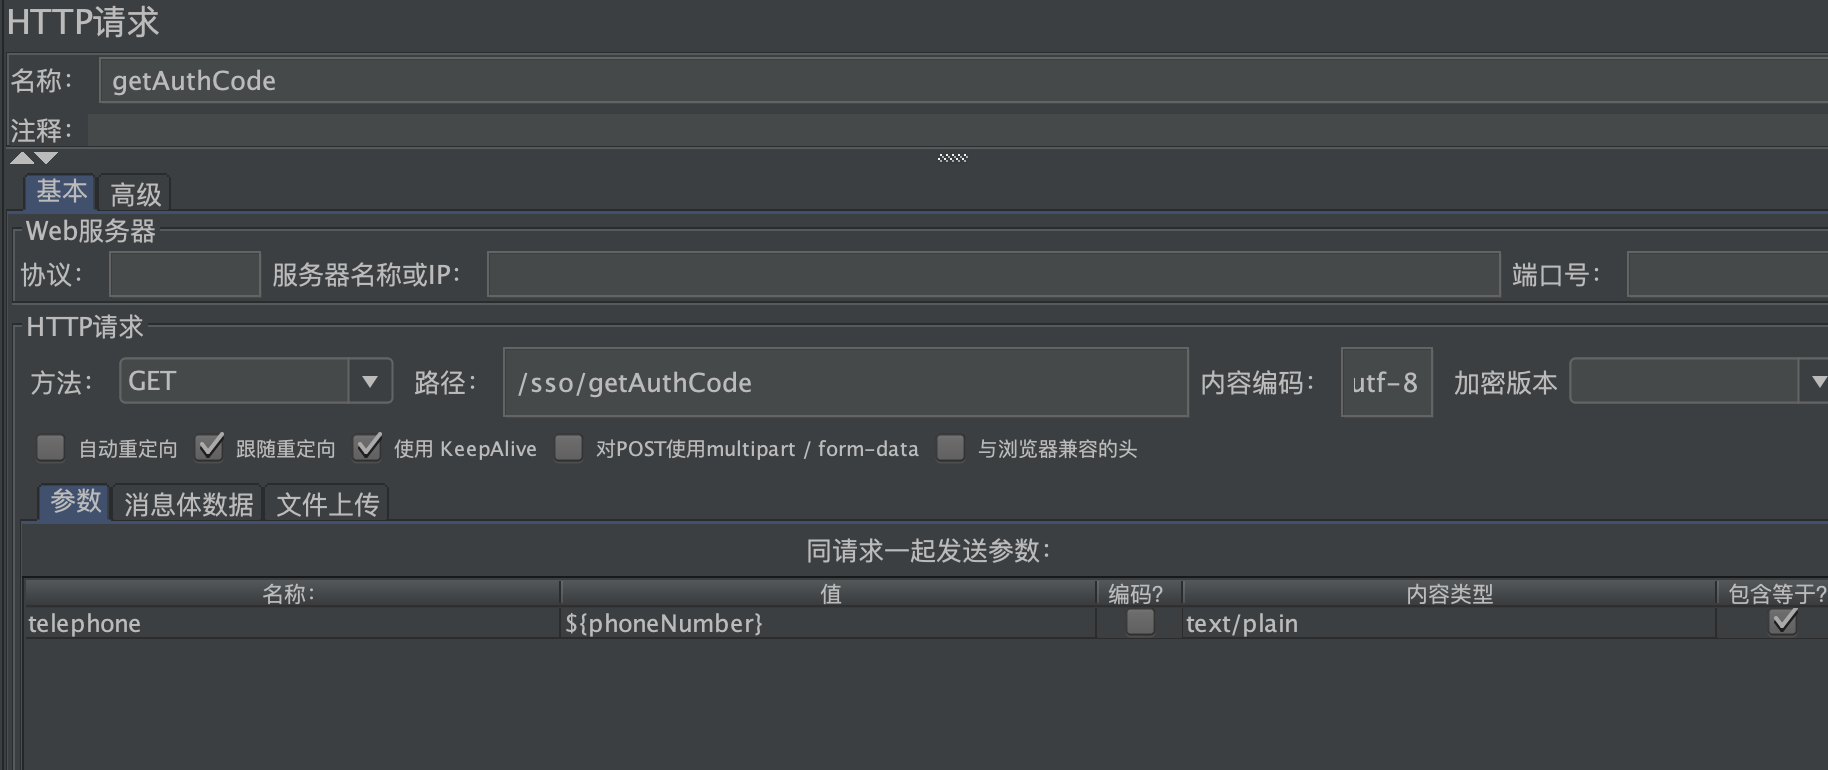 HTTP请求
名称： getAuthCode
注释：
基本 高级
Web服务器
协议： 服务器名称或IP： 端口号：
HTTP请求
方法： GET 路径： /sso/getAuthCode 内容编码： utf-8 加密版本
自动重定向 跟随重定向 使用 KeepAlive 对POST使用multipart / form-data 与浏览器兼容的头
参数 消息体数据 文件上传
同请求一起发送参数：
名称： 值 编码? 内容类型 包含等于?
telephone ${phoneNumber} text/plain